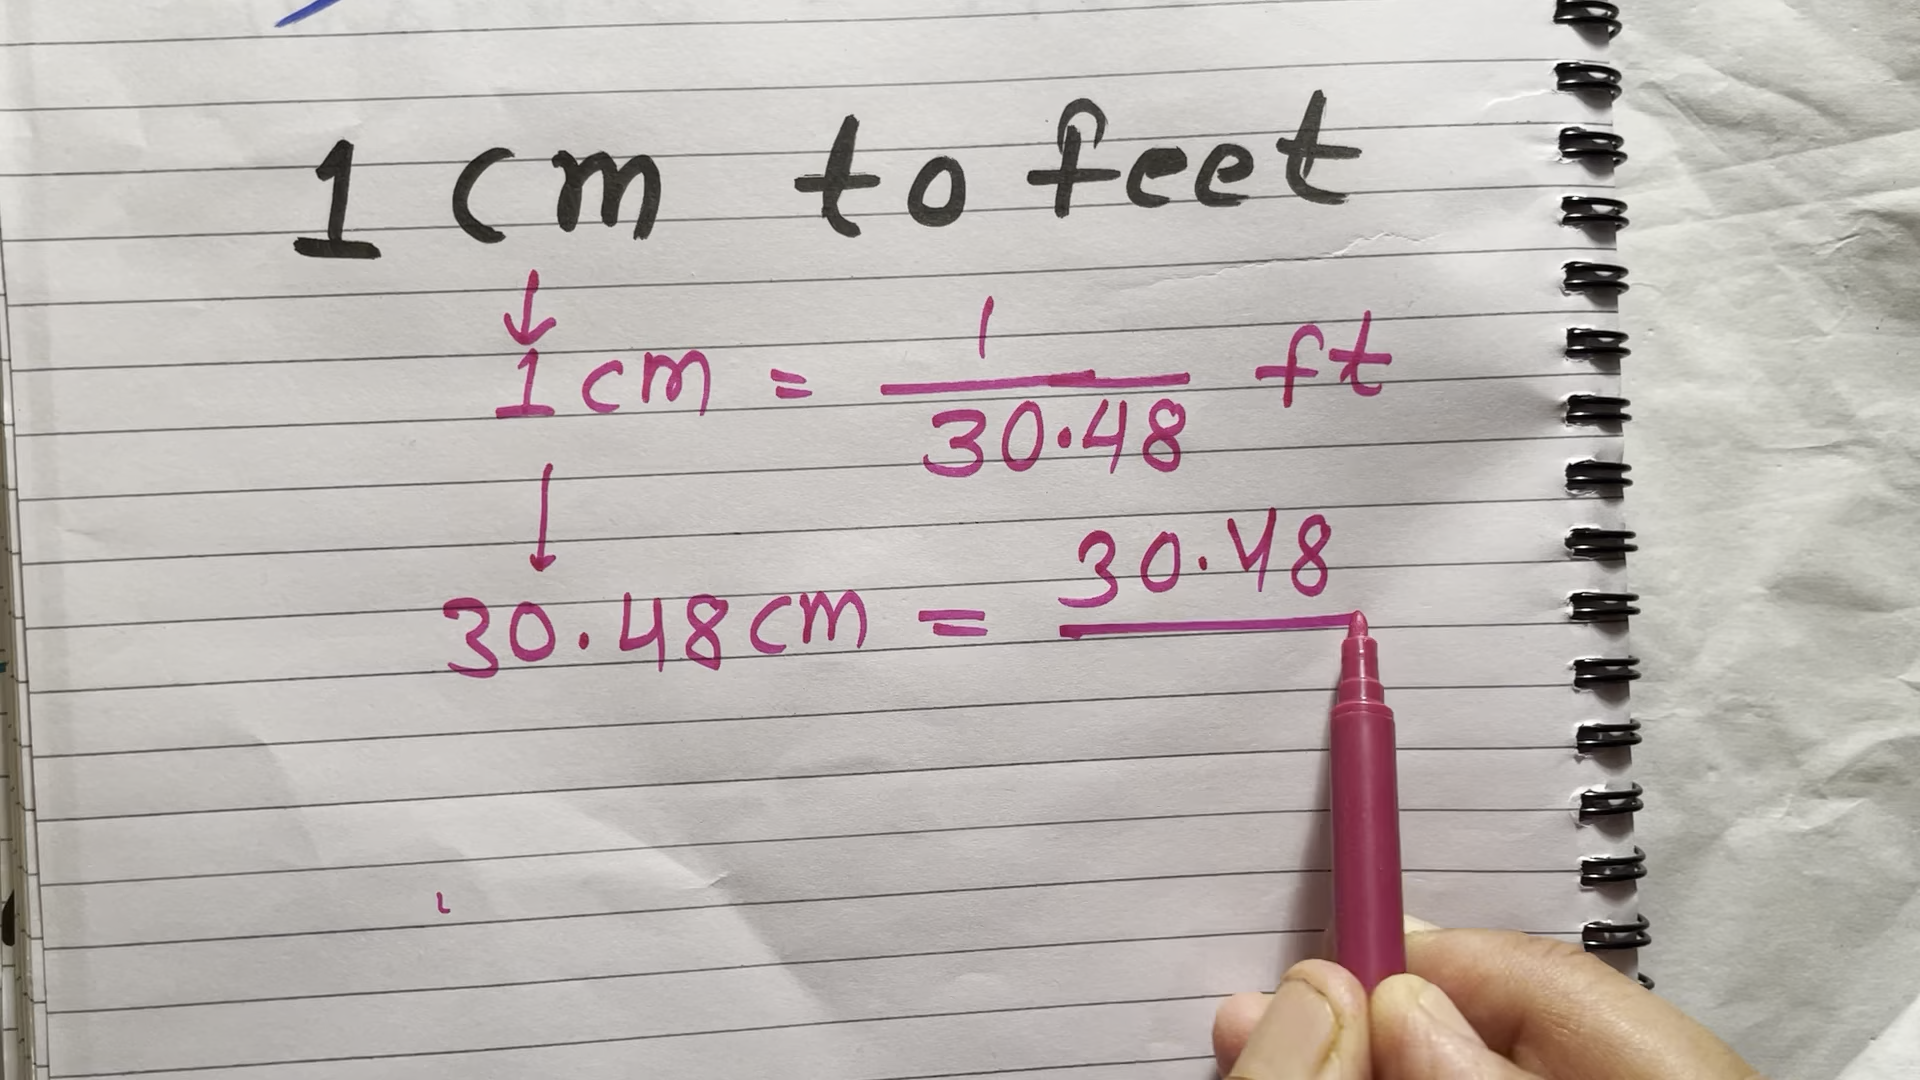 1 cm to feet
1 cm = 1/30.48 ft
30.48 cm = 30.48